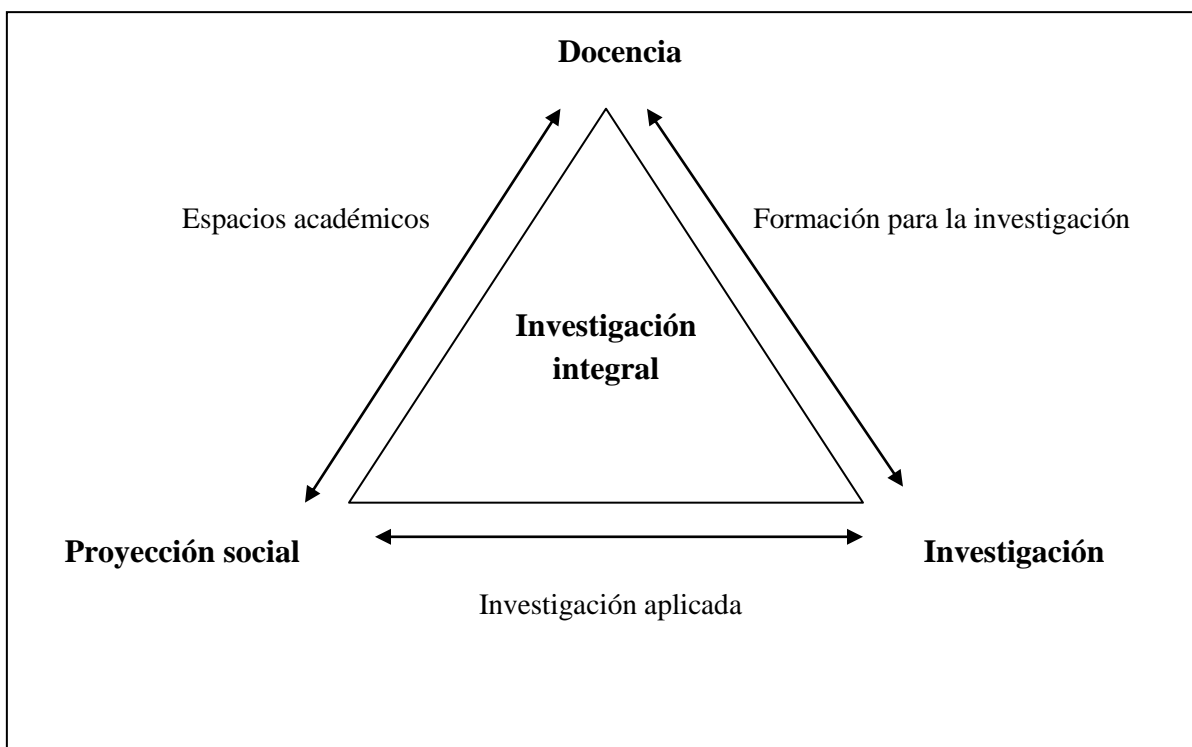 Docencia
Espacios académicos
Formación para la investigación
Investigación
integral
Proyección social
Investigación
Investigación aplicada